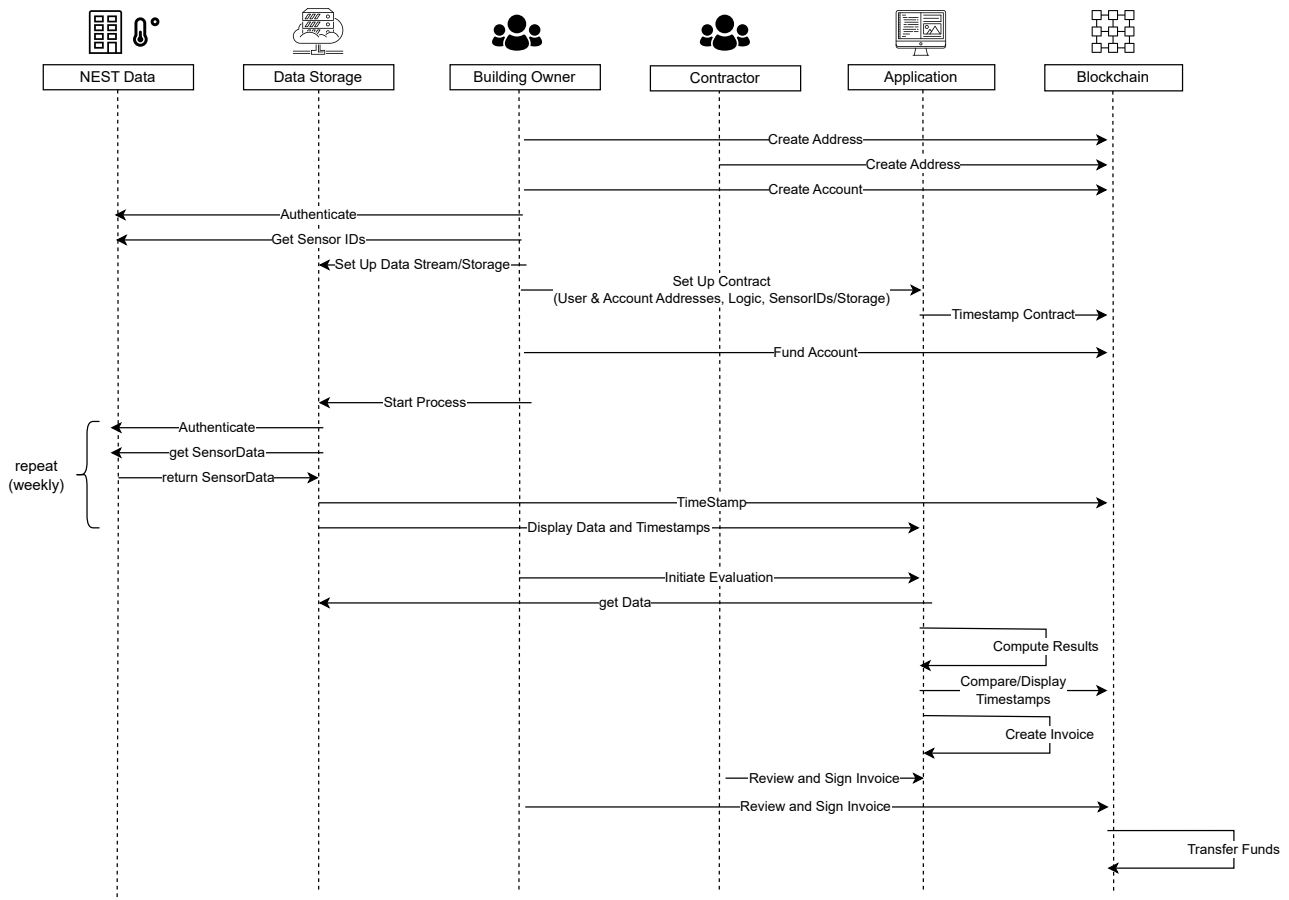 NEST Data
Data Storage
Building Owner
Contractor
Application
Blockchain
Create Address
Create Address
Create Account
Authenticate
Get Sensor IDs
Set Up Data Stream/Storage
Set Up Contract
(User & Account Addresses, Logic, SensorIDs/Storage)
Timestamp Contract
Fund Account
Start Process
Authenticate
get SensorData
repeat
(weekly)
return SensorData
TimeStamp
Display Data and Timestamps
Initiate Evaluation
get Data
Compute Results
Compare/Display
Timestamps
Create Invoice
Review and Sign Invoice
Review and Sign Invoice
Transfer Funds